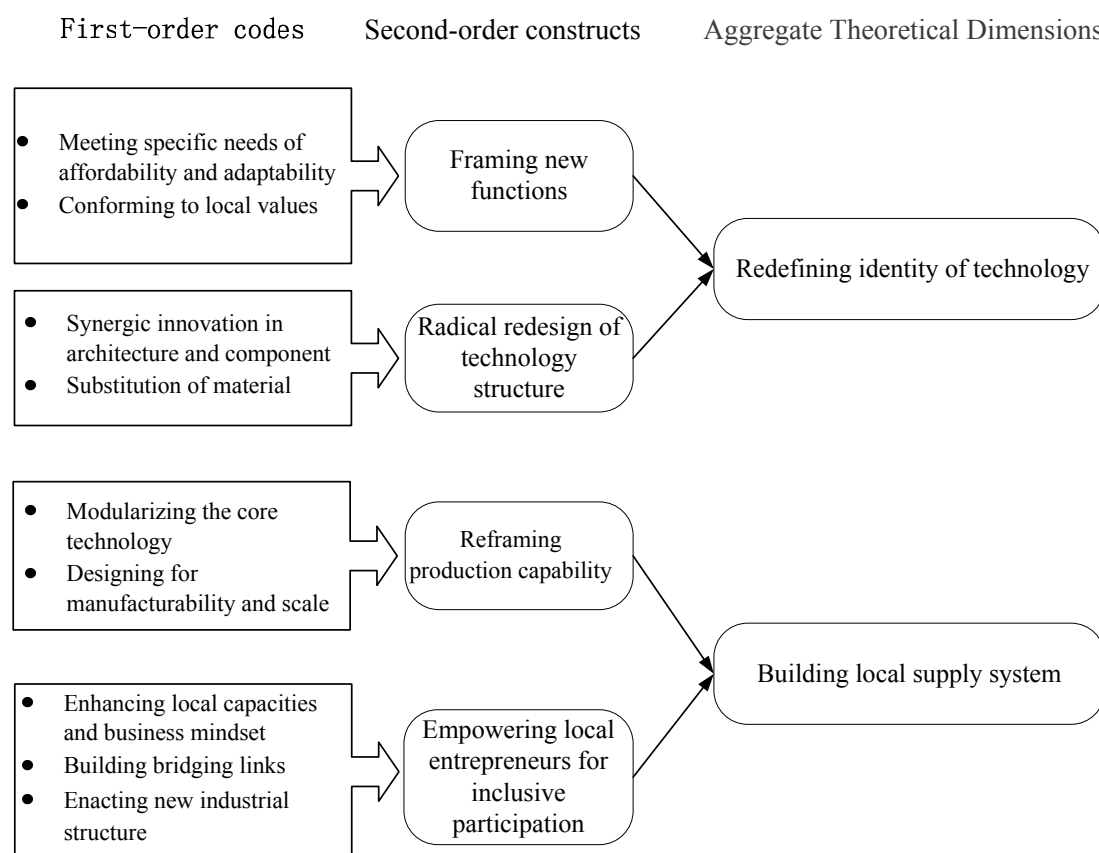 First-order codes
Second-order constructs
Aggregate Theoretical Dimensions
● Meeting specific needs of
affordability and adaptability
● Conforming to local values
Framing new
functions
● Synergic innovation in
architecture and component
● Substitution of material
Radical redesign of
technology
structure
Redefining identity of technology
● Modularizing the core
technology
● Designing for
manufacturability and scale
Reframing
production capability
● Enhancing local capacities
and business mindset
● Building bridging links
● Enacting new industrial
structure
Empowering local
entrepreneurs for
inclusive
participation
Building local supply system